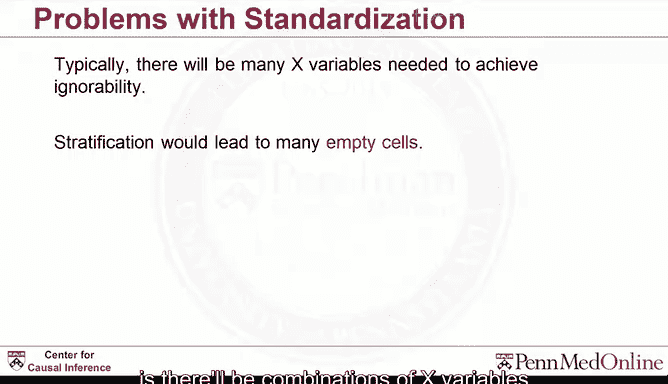 Problems with Standardization
Typically, there will be many X variables needed to achieve
ignorability.
Stratification would lead to many empty cells.
Center for
Causal Inference
PennMedOnline
is there'll be combinations of X variables